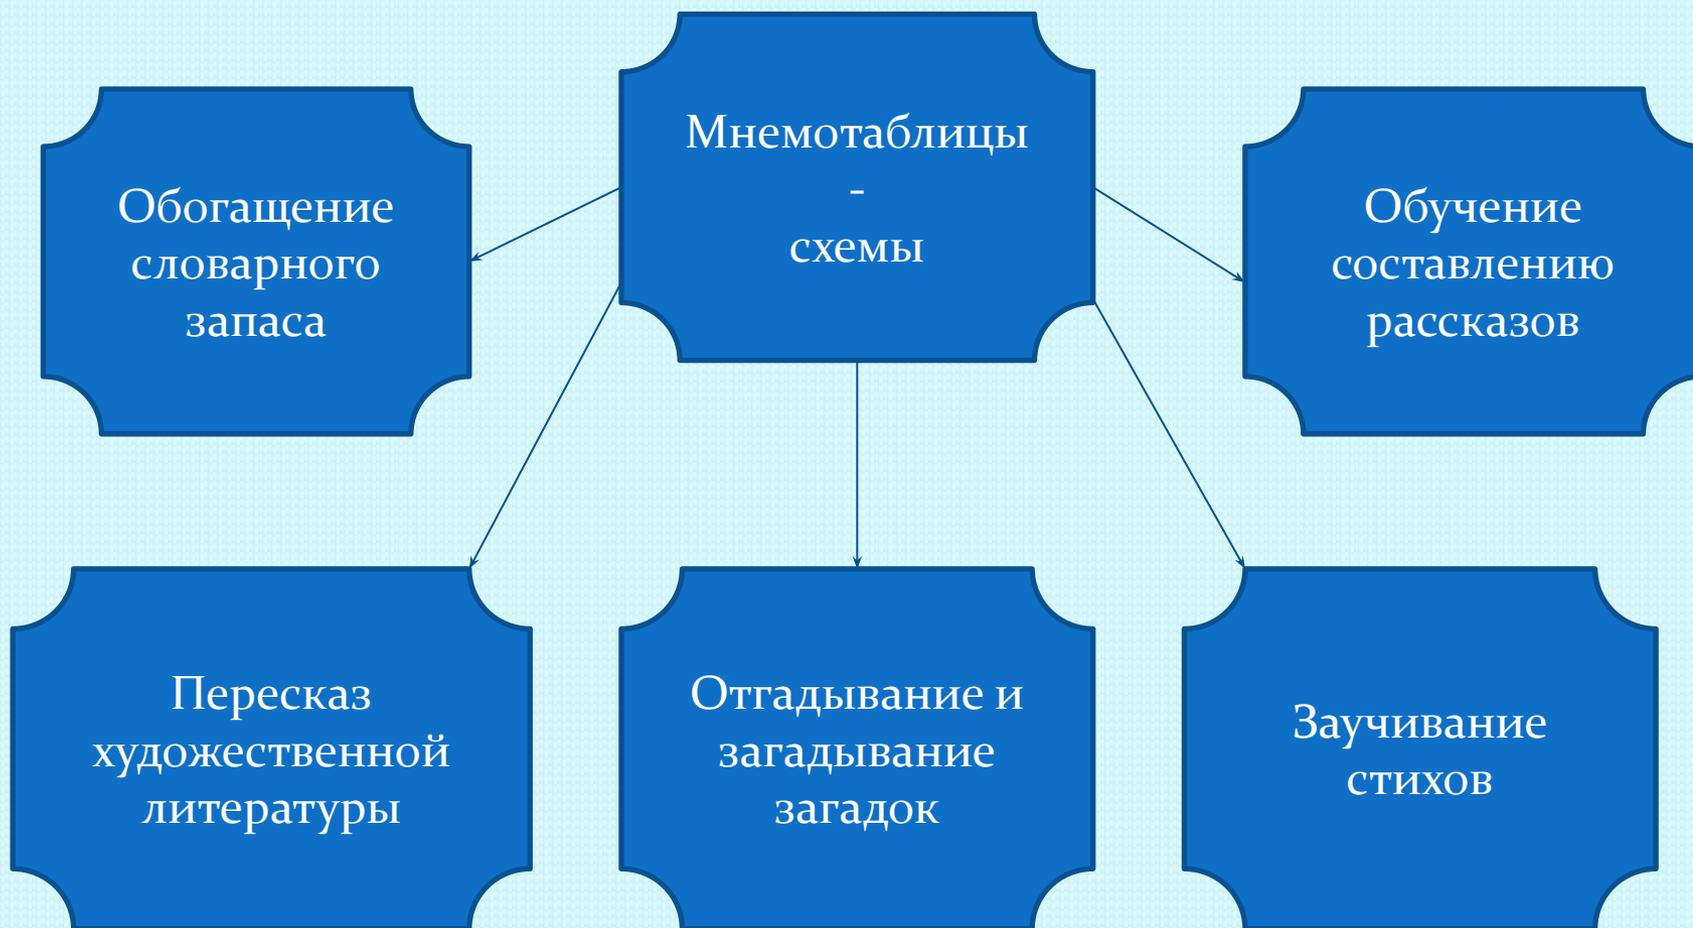 Мнемотаблицы
-
схемы
Обогащение
словарного
запаса
Обучение
составлению
рассказов
Пересказ
художественной
литературы
Отгадывание и
загадывание
загадок
Заучивание
стихов